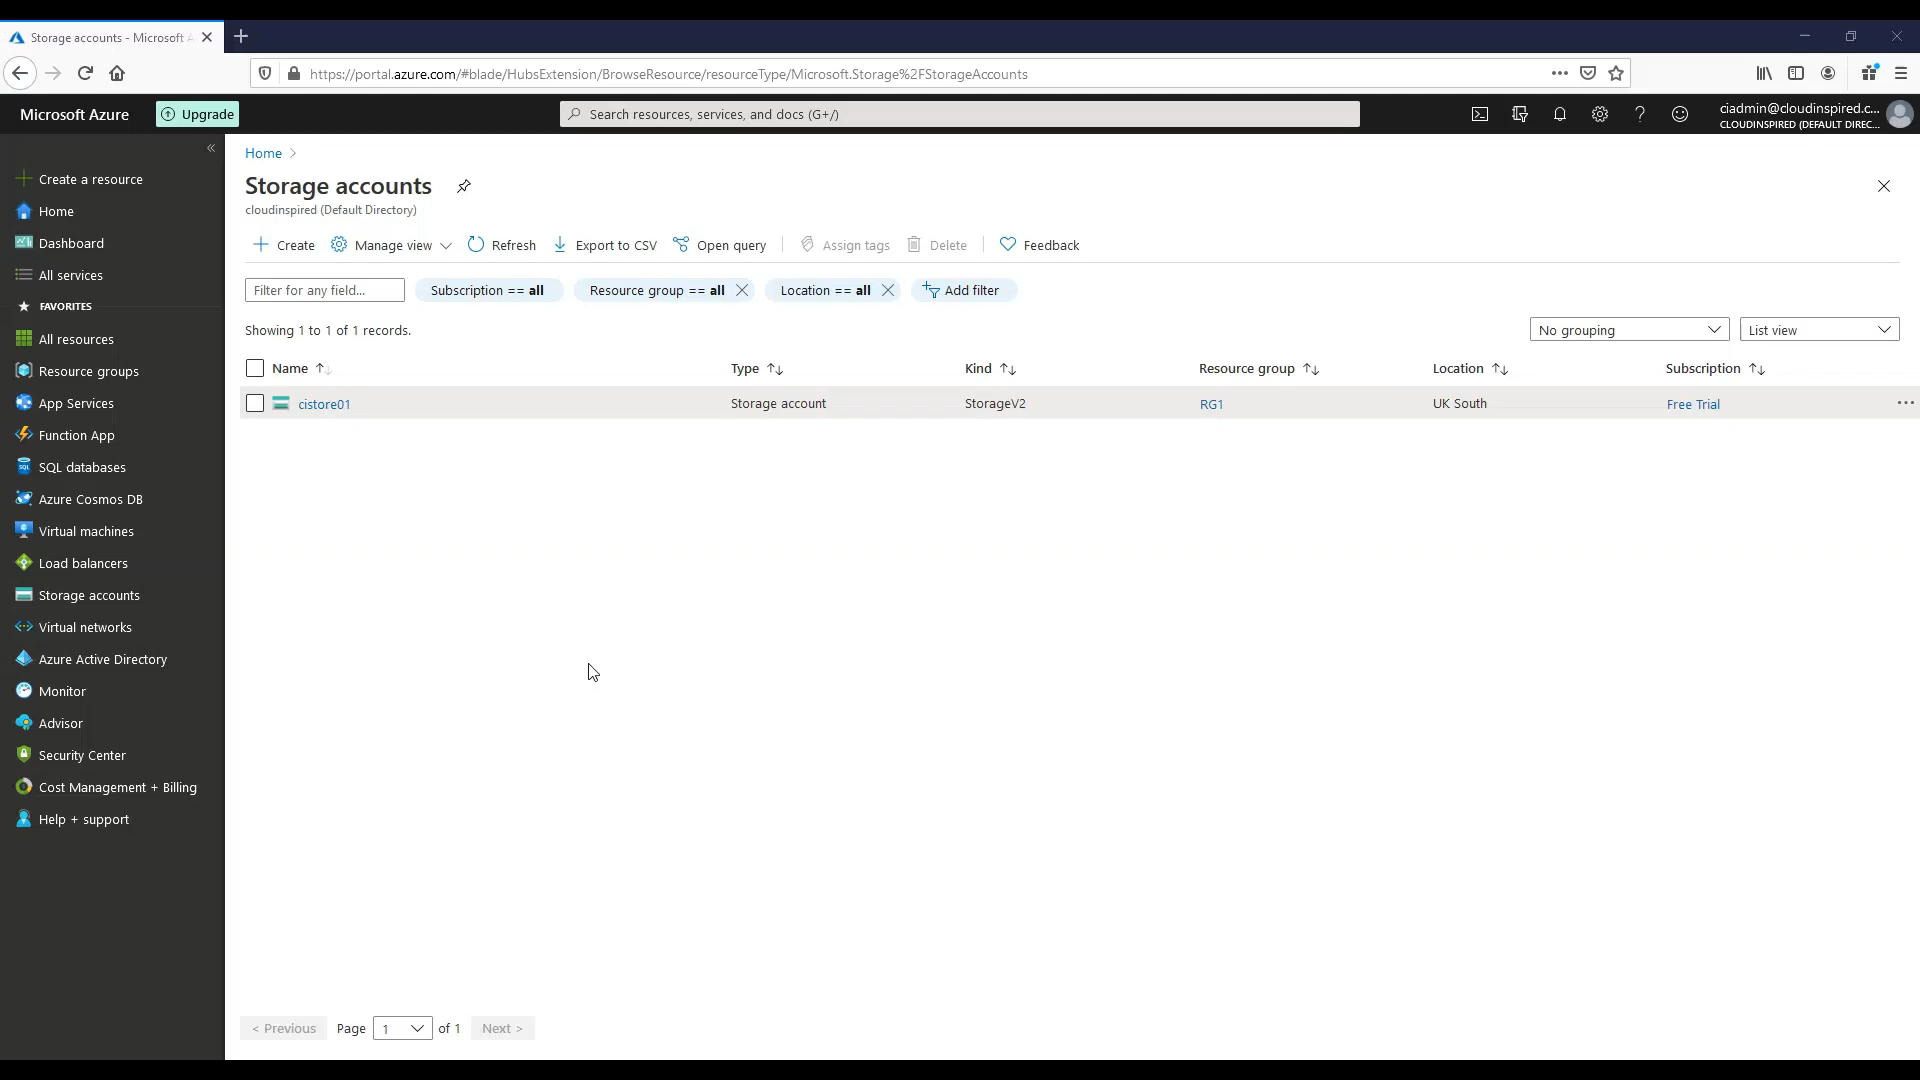 Storage accounts - Microsoft A
https://portal.azure.com/#blade/HubsExtension/BrowseResource/resourceType/Microsoft.Storage%2FStorageAccounts
Microsoft Azure
Upgrade
Search resources, services, and docs (G+/)
ciadmin@cloudinspired.c...
CLOUDINSPIRED (DEFAULT DIREC...
Create a resource
Home
Dashboard
All services
FAVORITES
All resources
Resource groups
App Services
Function App
SQL databases
Azure Cosmos DB
Virtual machines
Load balancers
Storage accounts
Virtual networks
Azure Active Directory
Monitor
Advisor
Security Center
Cost Management + Billing
Help + support
Home >
Storage accounts
cloudinspired (Default Directory)
Create
Manage view
Refresh
Export to CSV
Open query
Assign tags
Delete
Feedback
Filter for any field...
Subscription == all
Resource group == all
Location == all
Add filter
Showing 1 to 1 of 1 records.
No grouping
List view
Name Type Kind Resource group Location Subscription
cistore01 Storage account StorageV2 RG1 UK South Free Trial
< Previous Page 1 of 1 Next >